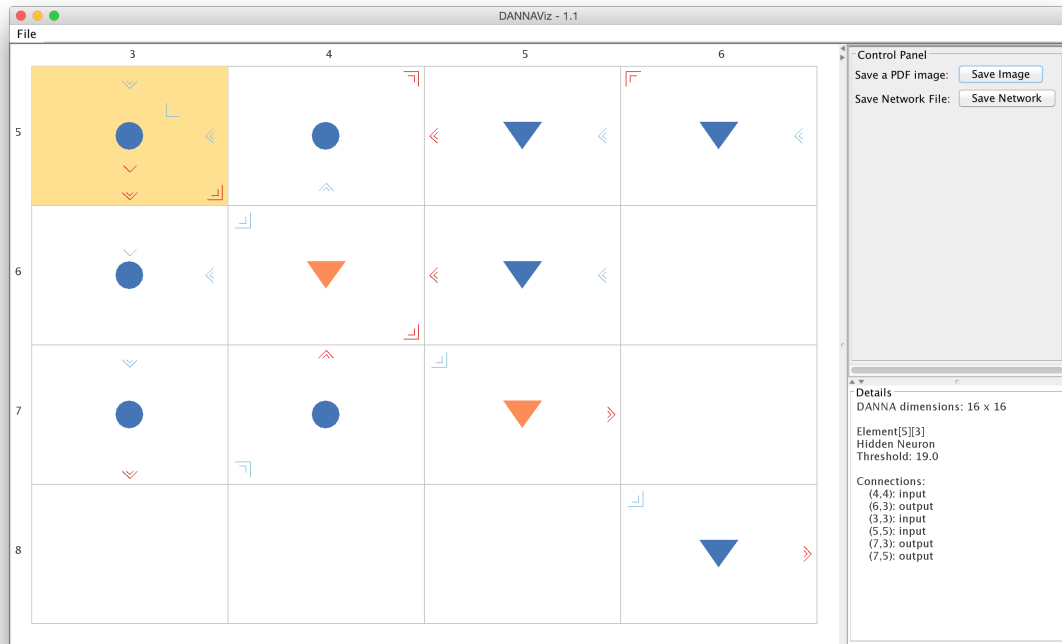 DANNAViz - 1.1
File
3 4 5 6
5
6
7
8
Control Panel
Save a PDF image: Save Image
Save Network File: Save Network
Details
DANNA dimensions: 16 x 16
Element[5][3]
Hidden Neuron
Threshold: 19.0
Connections:
(4,4): input
(6,3): output
(3,3): input
(5,5): input
(7,3): output
(7,5): output